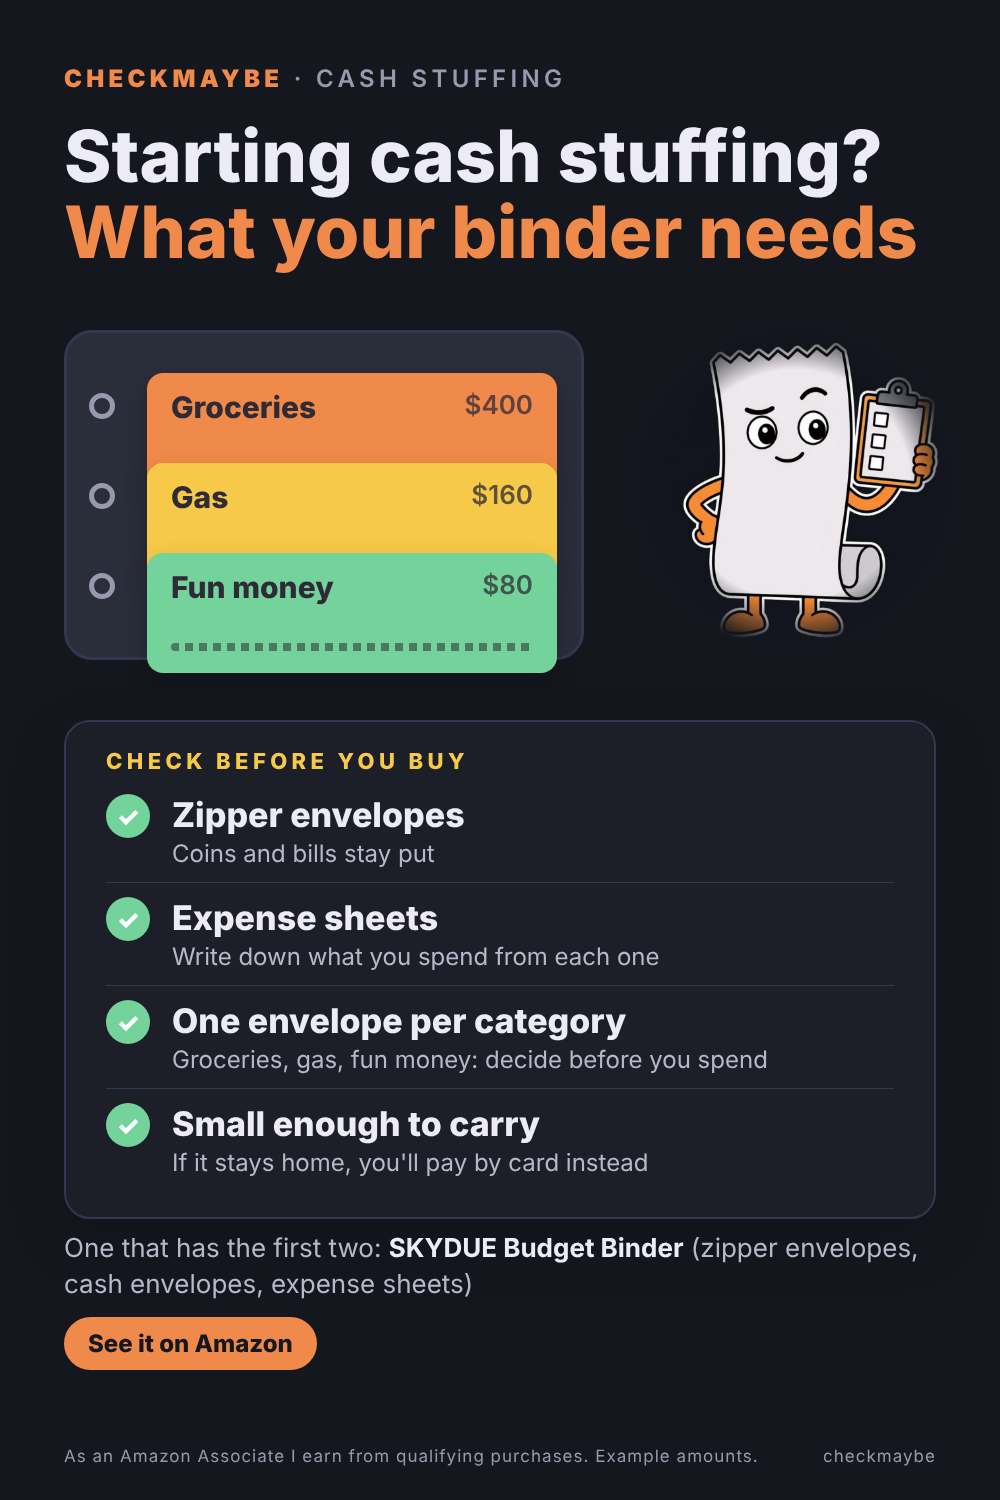 CHECKMAYBE · CASH STUFFING
Starting cash stuffing?
What your binder needs
Groceries $400
Gas $160
Fun money $80
CHECK BEFORE YOU BUY
Zipper envelopes
Coins and bills stay put
Expense sheets
Write down what you spend from each one
One envelope per category
Groceries, gas, fun money: decide before you spend
Small enough to carry
If it stays home, you'll pay by card instead
One that has the first two: SKYDUE Budget Binder (zipper envelopes,
cash envelopes, expense sheets)
See it on Amazon
As an Amazon Associate I earn from qualifying purchases. Example amounts. checkmaybe